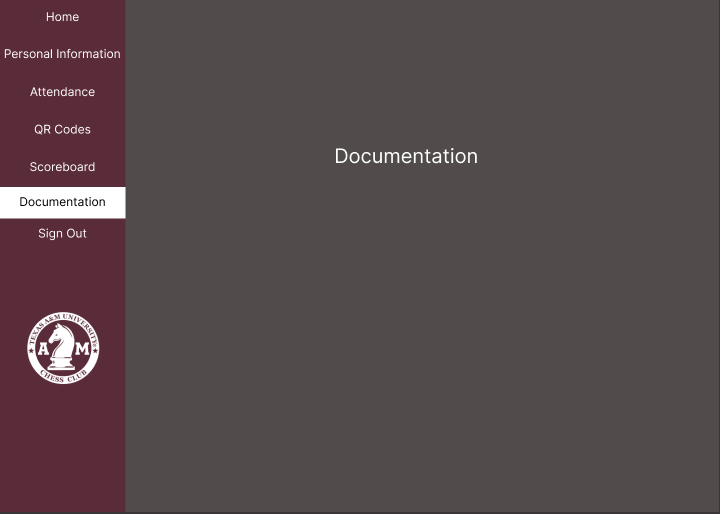 Home
Personal Information
Attendance
QR Codes
Scoreboard
Documentation
Sign Out
Documentation
TEXAS A&M UNIVERSITY
A M
CHESS CLUB